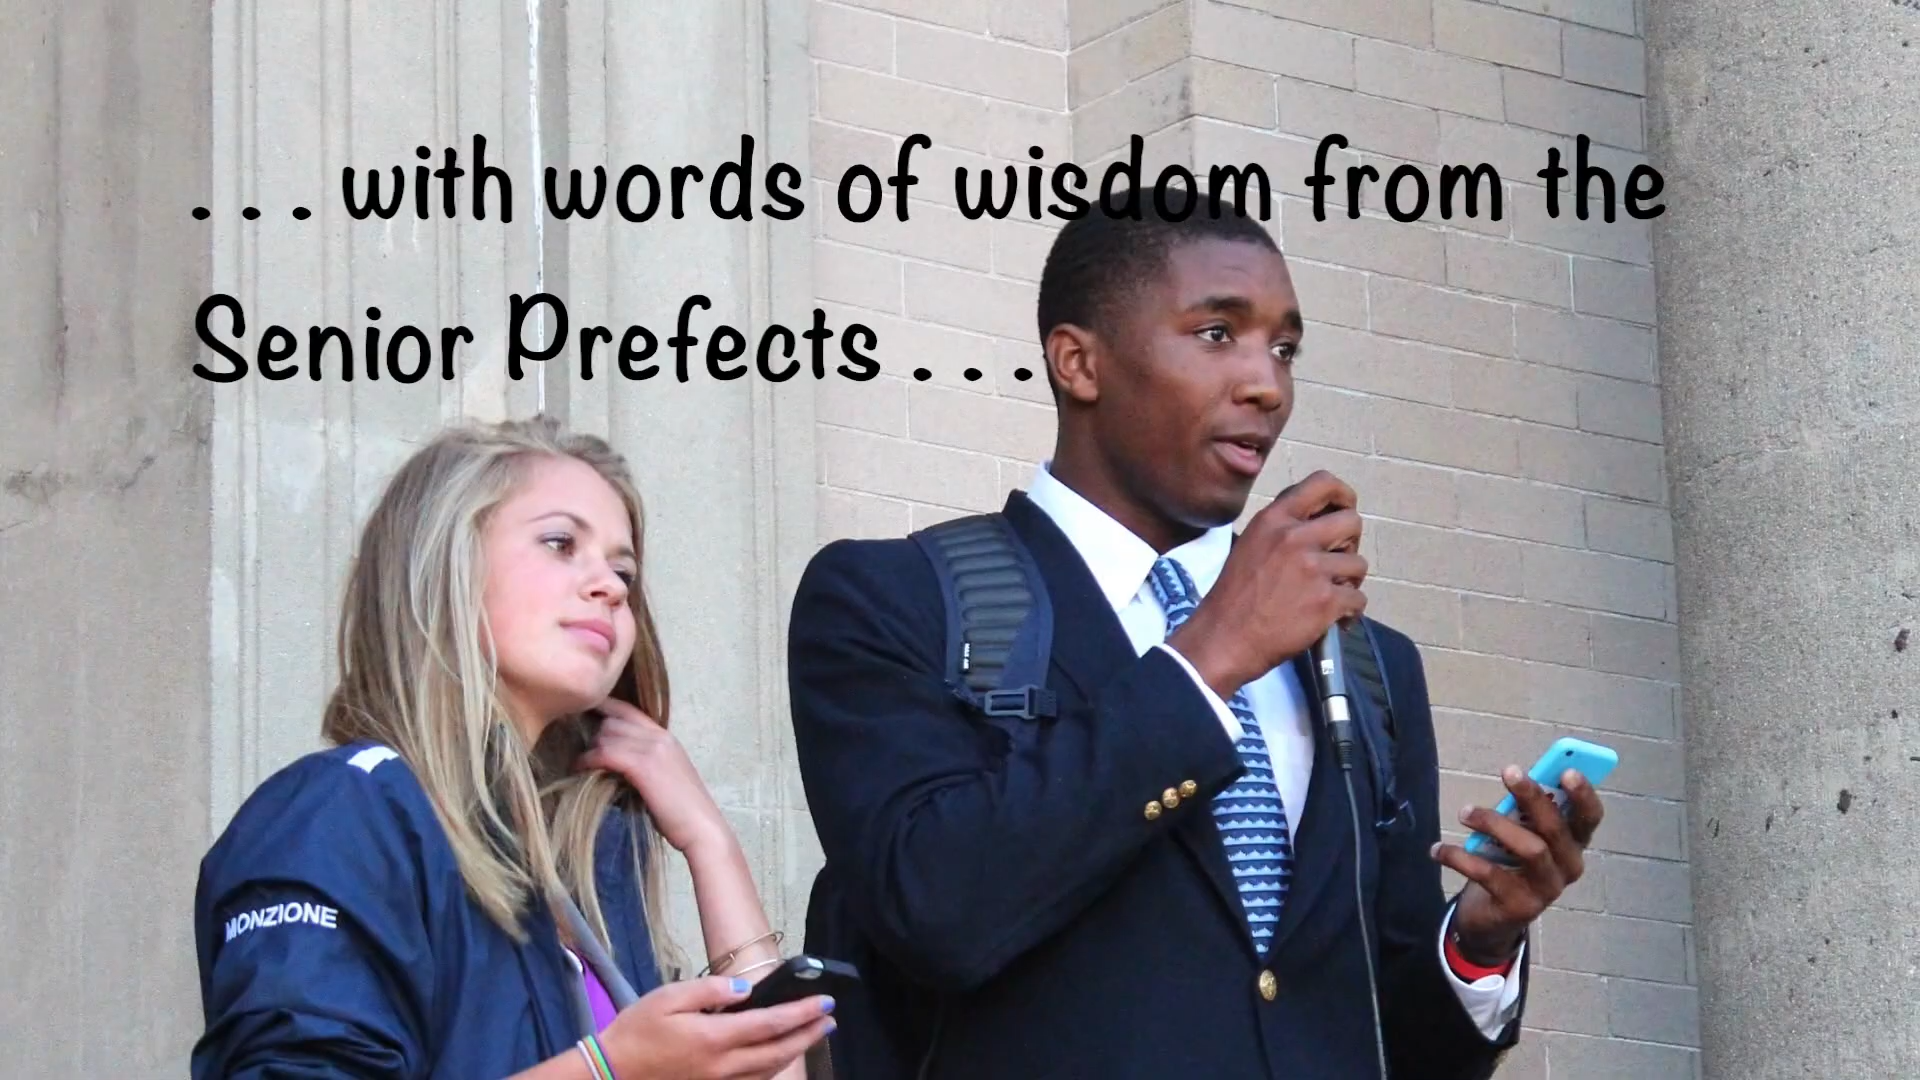 . . . with words of wisdom from the
Senior Prefects . . .
MONZIONE